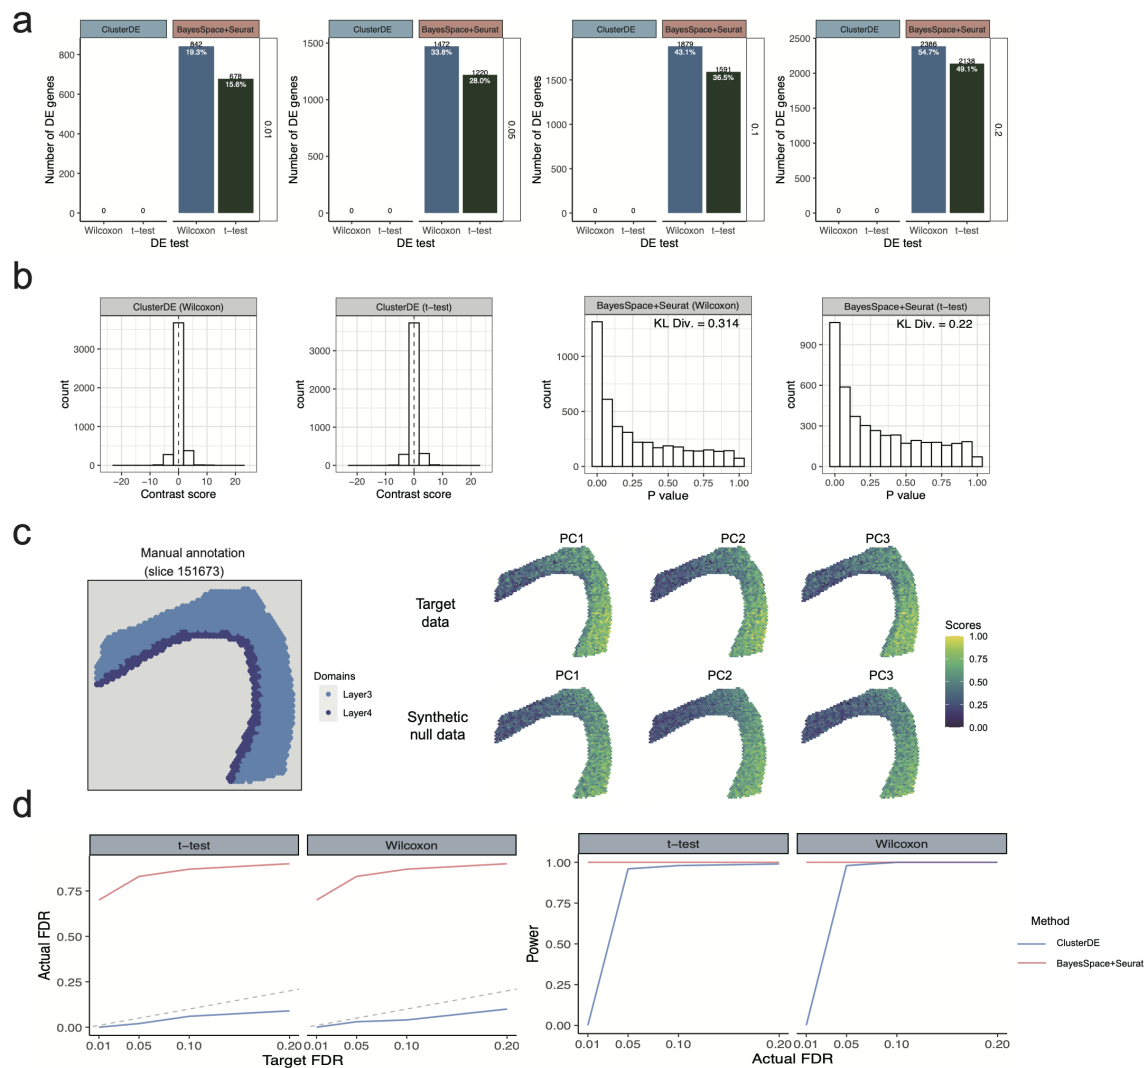 a
ClusterDE BayesSpace+Seurat
842
19.3%
678
15.6%
0 0
0.01
Number of DE genes
800
600
400
200
0
Wilcoxon t−test Wilcoxon t−test
DE test
ClusterDE BayesSpace+Seurat
1472
33.8%
1220
28.0%
0 0
0.05
Number of DE genes
1500
1000
500
0
Wilcoxon t−test Wilcoxon t−test
DE test
ClusterDE BayesSpace+Seurat
1879
43.1%
1591
36.5%
0 0
0.1
Number of DE genes
1500
1000
500
0
Wilcoxon t−test Wilcoxon t−test
DE test
ClusterDE BayesSpace+Seurat
2386
54.7%
2138
49.1%
0 0
0.2
Number of DE genes
2500
2000
1500
1000
500
0
Wilcoxon t−test Wilcoxon t−test
DE test
b
ClusterDE (Wilcoxon)
count
3000
2000
1000
0
−20 −10 0 10 20
Contrast score
ClusterDE (t−test)
count
3000
2000
1000
0
−20 −10 0 10 20
Contrast score
BayesSpace+Seurat (Wilcoxon)
KL Div. = 0.314
count
1000
500
0
0.00 0.25 0.50 0.75 1.00
P value
BayesSpace+Seurat (t−test)
KL Div. = 0.22
count
900
600
300
0
0.00 0.25 0.50 0.75 1.00
P value
c
Manual annotation
(slice 151673)
Domains
Layer3
Layer4
Target
data
PC1 PC2 PC3
Synthetic
null data
PC1 PC2 PC3
Scores
1.00
0.75
0.50
0.25
0.00
d
t−test Wilcoxon
Actual FDR
0.75
0.50
0.25
0.00
0.01 0.05 0.10 0.20 0.01 0.05 0.10 0.20
Target FDR
t−test Wilcoxon
Power
1.00
0.75
0.50
0.25
0.00
0.01 0.05 0.10 0.20 0.01 0.05 0.10 0.20
Actual FDR
Method
ClusterDE
BayesSpace+Seurat